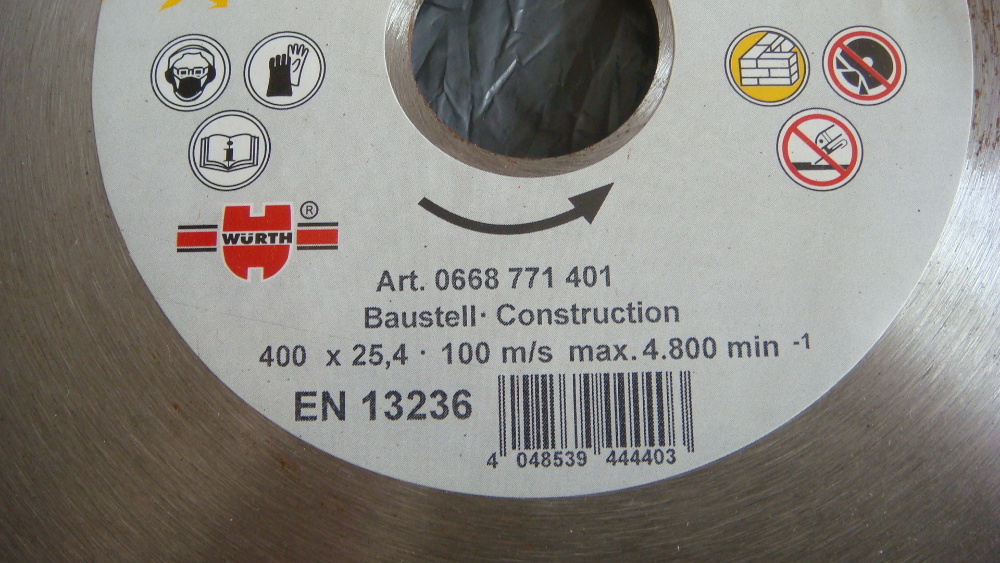 WÜRTH ®
Art. 0668 771 401
Baustell· Construction
400 x 25,4 · 100 m/s max. 4.800 min -1
EN 13236
4 048539 444403